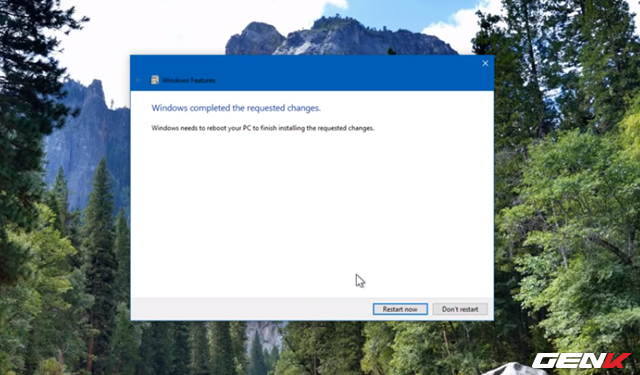 Windows Features
Windows completed the requested changes.
Windows needs to reboot your PC to finish installing the requested changes.
Restart now
Don't restart
GENK